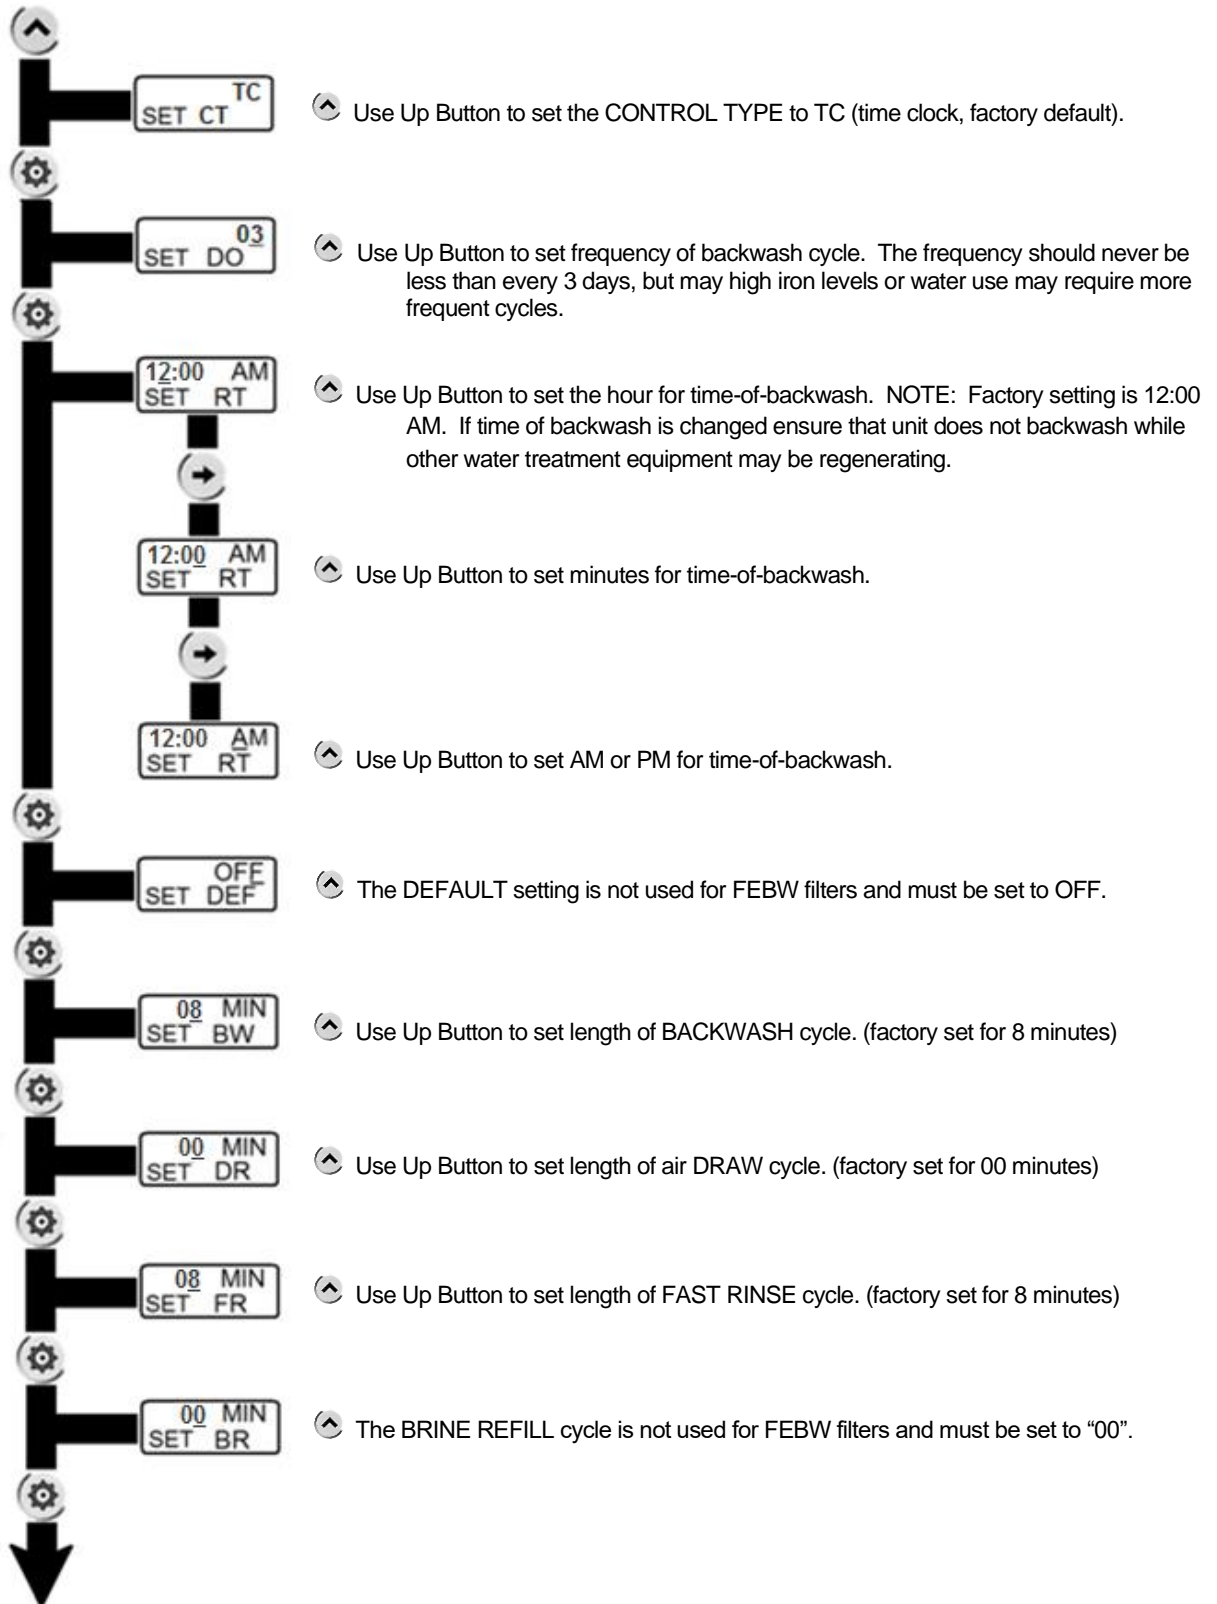 TC
SET CT
Use Up Button to set the CONTROL TYPE to TC (time clock, factory default).
03
SET DO
Use Up Button to set frequency of backwash cycle.  The frequency should never be
less than every 3 days, but may high iron levels or water use may require more
frequent cycles.
12:00 AM
SET RT
Use Up Button to set the hour for time-of-backwash.  NOTE:  Factory setting is 12:00
AM.  If time of backwash is changed ensure that unit does not backwash while
other water treatment equipment may be regenerating.
12:00 AM
SET RT
Use Up Button to set minutes for time-of-backwash.
12:00 AM
SET RT
Use Up Button to set AM or PM for time-of-backwash.
OFF
SET DEF
The DEFAULT setting is not used for FEBW filters and must be set to OFF.
08 MIN
SET BW
Use Up Button to set length of BACKWASH cycle. (factory set for 8 minutes)
00 MIN
SET DR
Use Up Button to set length of air DRAW cycle. (factory set for 00 minutes)
08 MIN
SET FR
Use Up Button to set length of FAST RINSE cycle. (factory set for 8 minutes)
00 MIN
SET BR
The BRINE REFILL cycle is not used for FEBW filters and must be set to “00”.